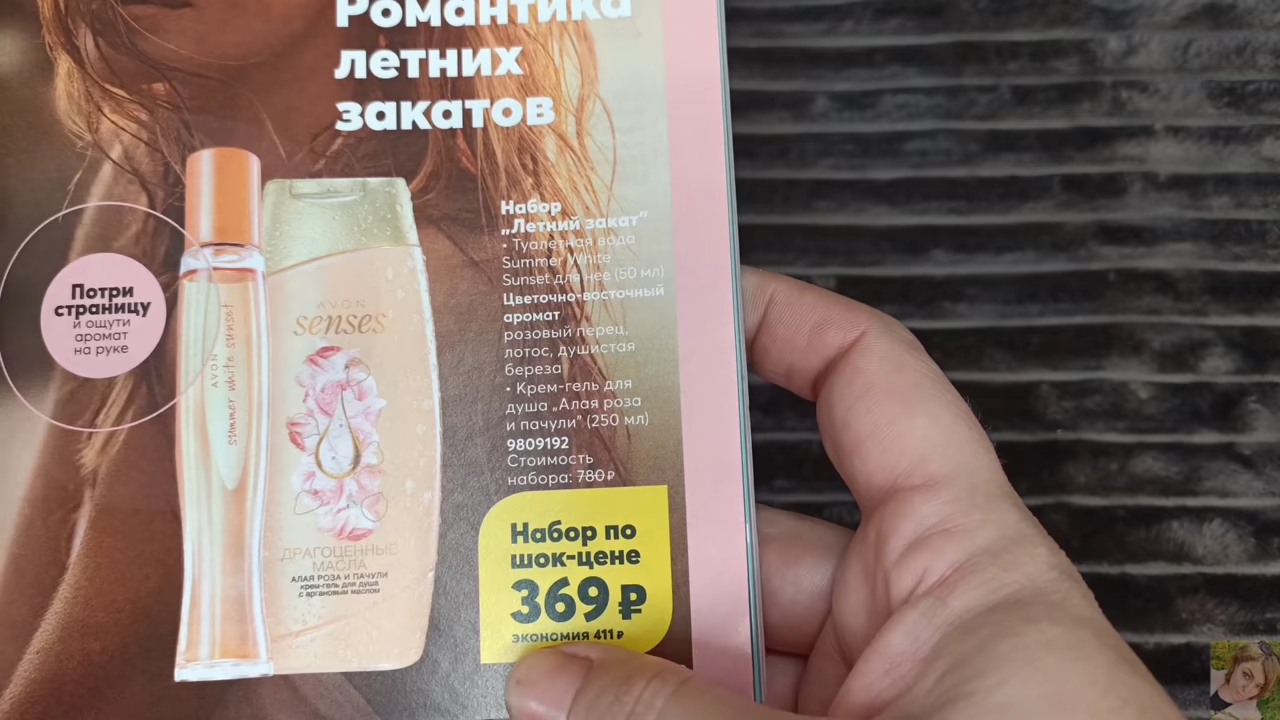 Романтика
летних
закатов
Потри
страницу
и ощути
аромат
на руке
AVON
summer white sunset
AVON
senses
ДРАГОЦЕННЫЕ
МАСЛА
АЛАЯ РОЗА И ПАЧУЛИ
крем-гель для душа
с аргановым маслом
Набор
„Летний закат”
• Туалетная вода
Summer White
Sunset для нее (50 мл)
Цветочно-восточный
аромат
розовый перец,
лотос, душистая
береза
• Крем-гель для
душа „Алая роза
и пачули” (250 мл)
9809192
Стоимость
набора: 780 ₽
Набор по
шок-цене
369 ₽
экономия 411 ₽